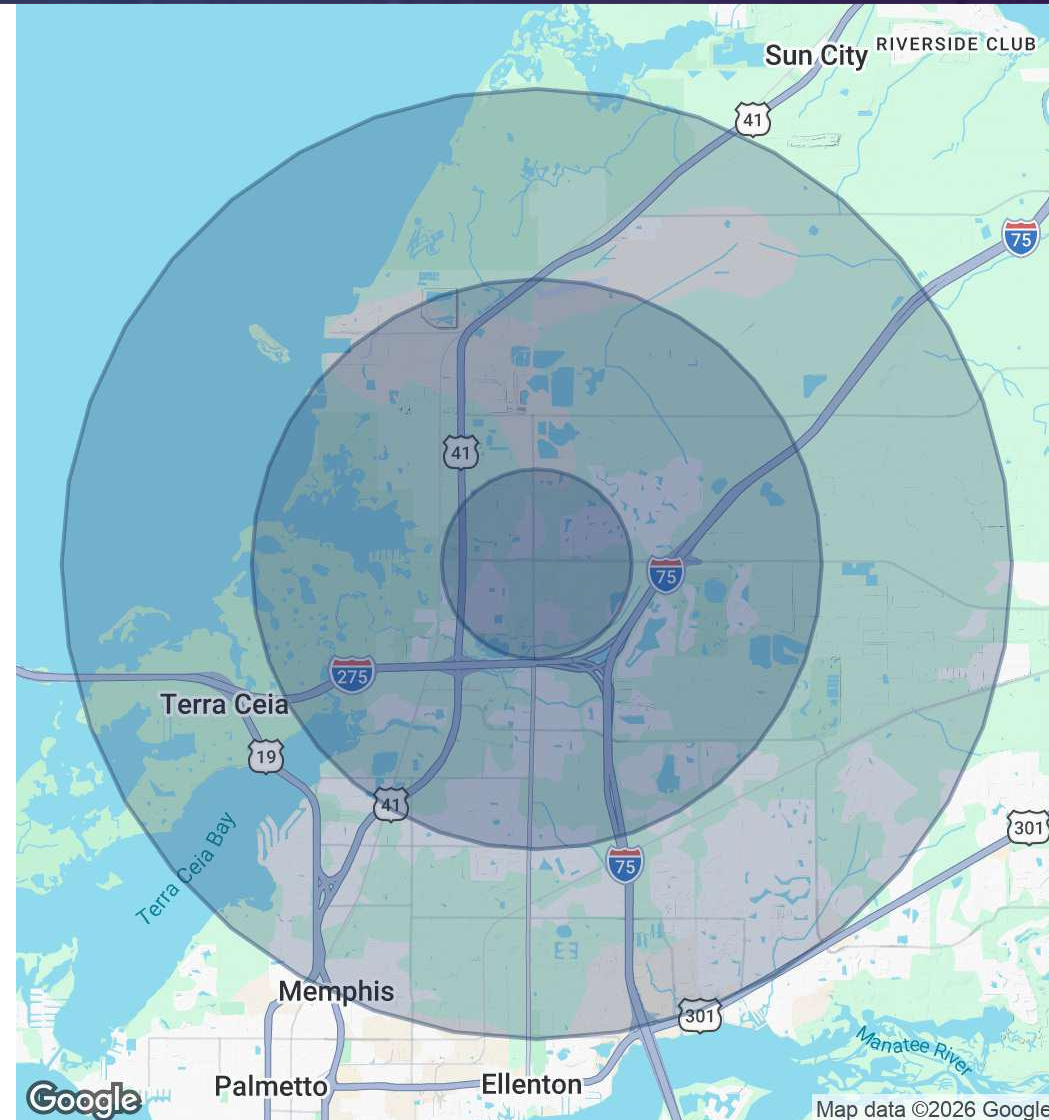 Sun City
RIVERSIDE CLUB
41
75
41
75
275
Terra Ceia
19
41
301
75
Terra Ceia Bay
Memphis
301
Manatee River
Palmetto
Ellenton
Google
Map data ©2026 Google